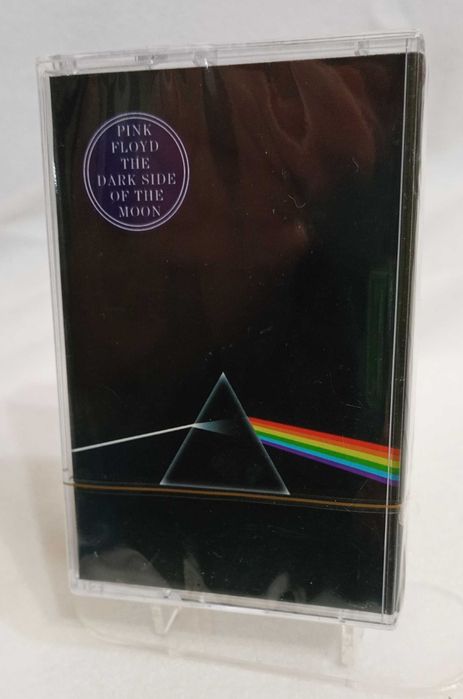 PINK
FLOYD
THE
DARK SIDE
OF THE
MOON